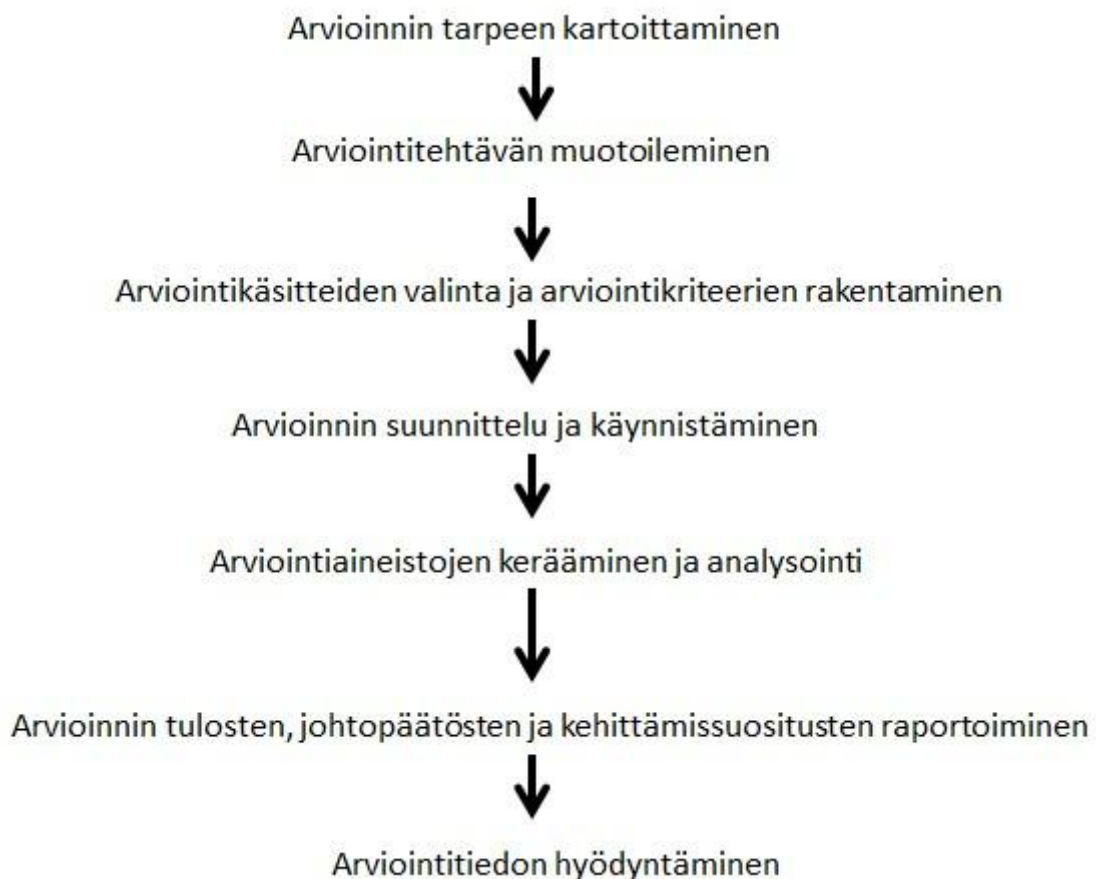 Arvioinnin tarpeen kartoittaminen
Arviointitehtävän muotoileminen
Arviointikäsitteiden valinta ja arviointikriteerien rakentaminen
Arvioinnin suunnittelu ja käynnistäminen
Arviointiaineistojen kerääminen ja analysointi
Arvioinnin tulosten, johtopäätösten ja kehittämissuositusten raportoiminen
Arviointitiedon hyödyntäminen